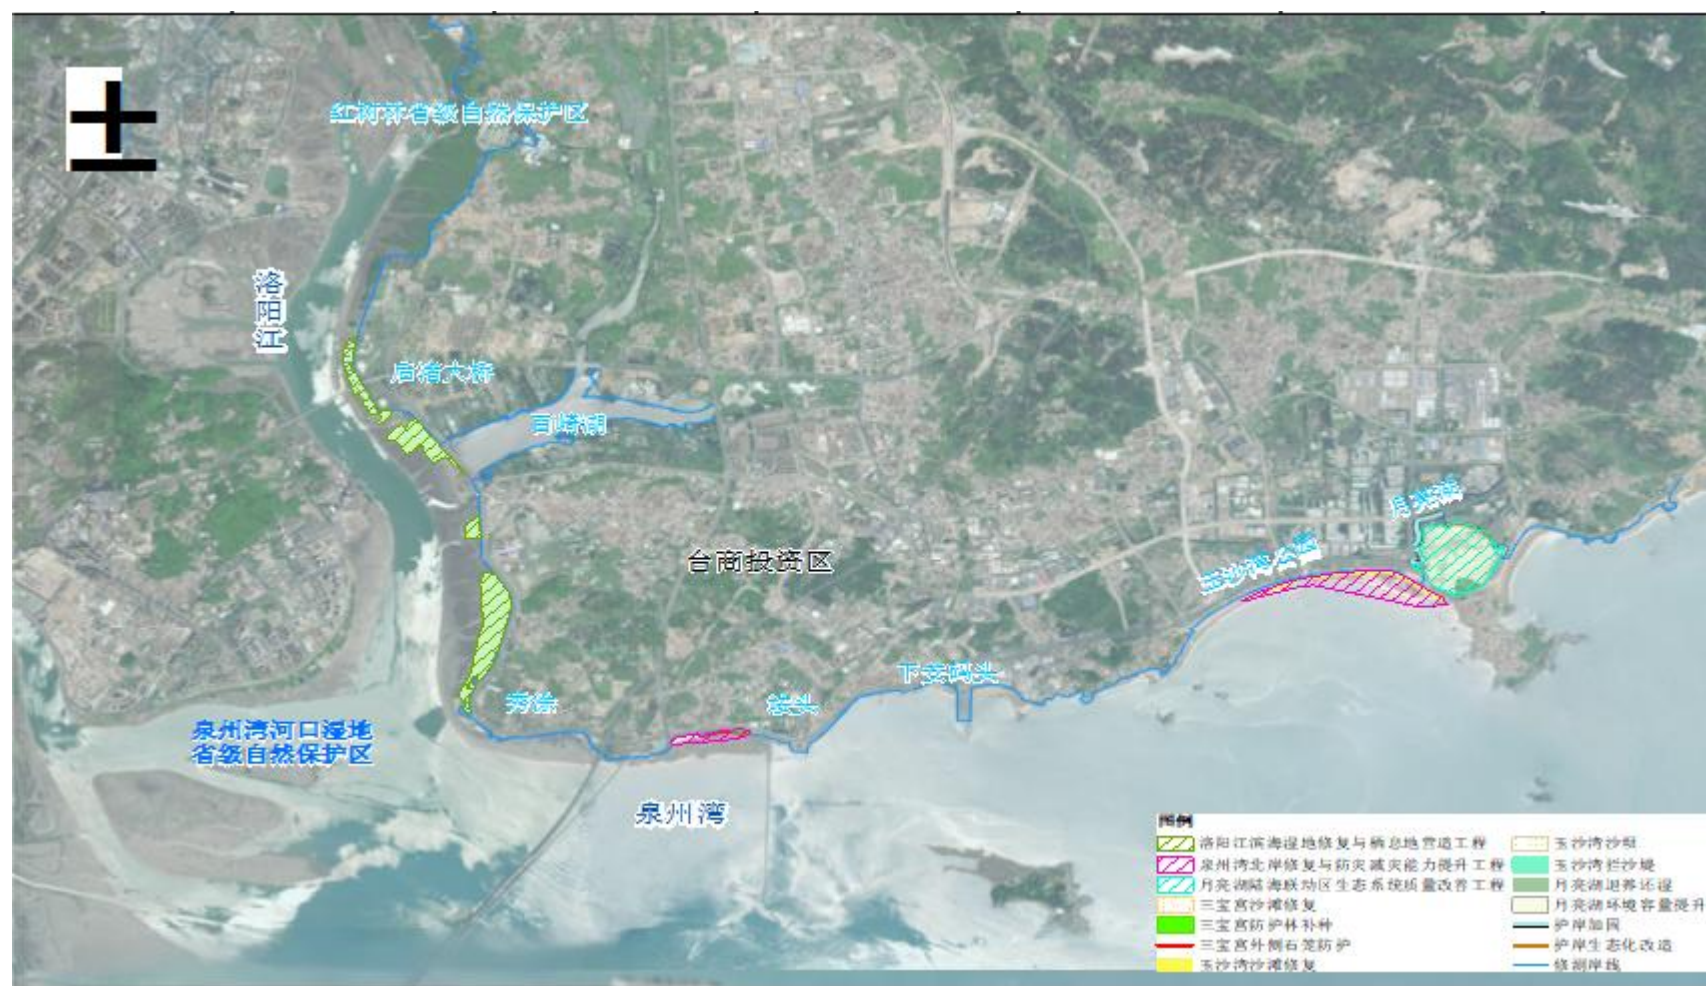 红树林省级自然保护区
洛阳江
后渚大桥
百崎湖
月亮湖
台商投资区
玉沙湾公园
下安码头
秀涂
接头
泉州湾河口湿地
省级自然保护区
泉州湾
图例
洛阳江滨海湿地修复与栖息地营造工程
泉州湾北岸修复与防灾减灾能力提升工程
月亮湖陆海联动区生态系统质量改善工程
三宝宫沙滩修复
三宝宫防护林补种
三宝宫外侧石笼防护
玉沙湾沙滩修复
玉沙湾沙坝
玉沙湾拦沙堤
月亮湖退养还湿
月亮湖环境容量提升
护岸加固
护岸生态化改造
修测岸线